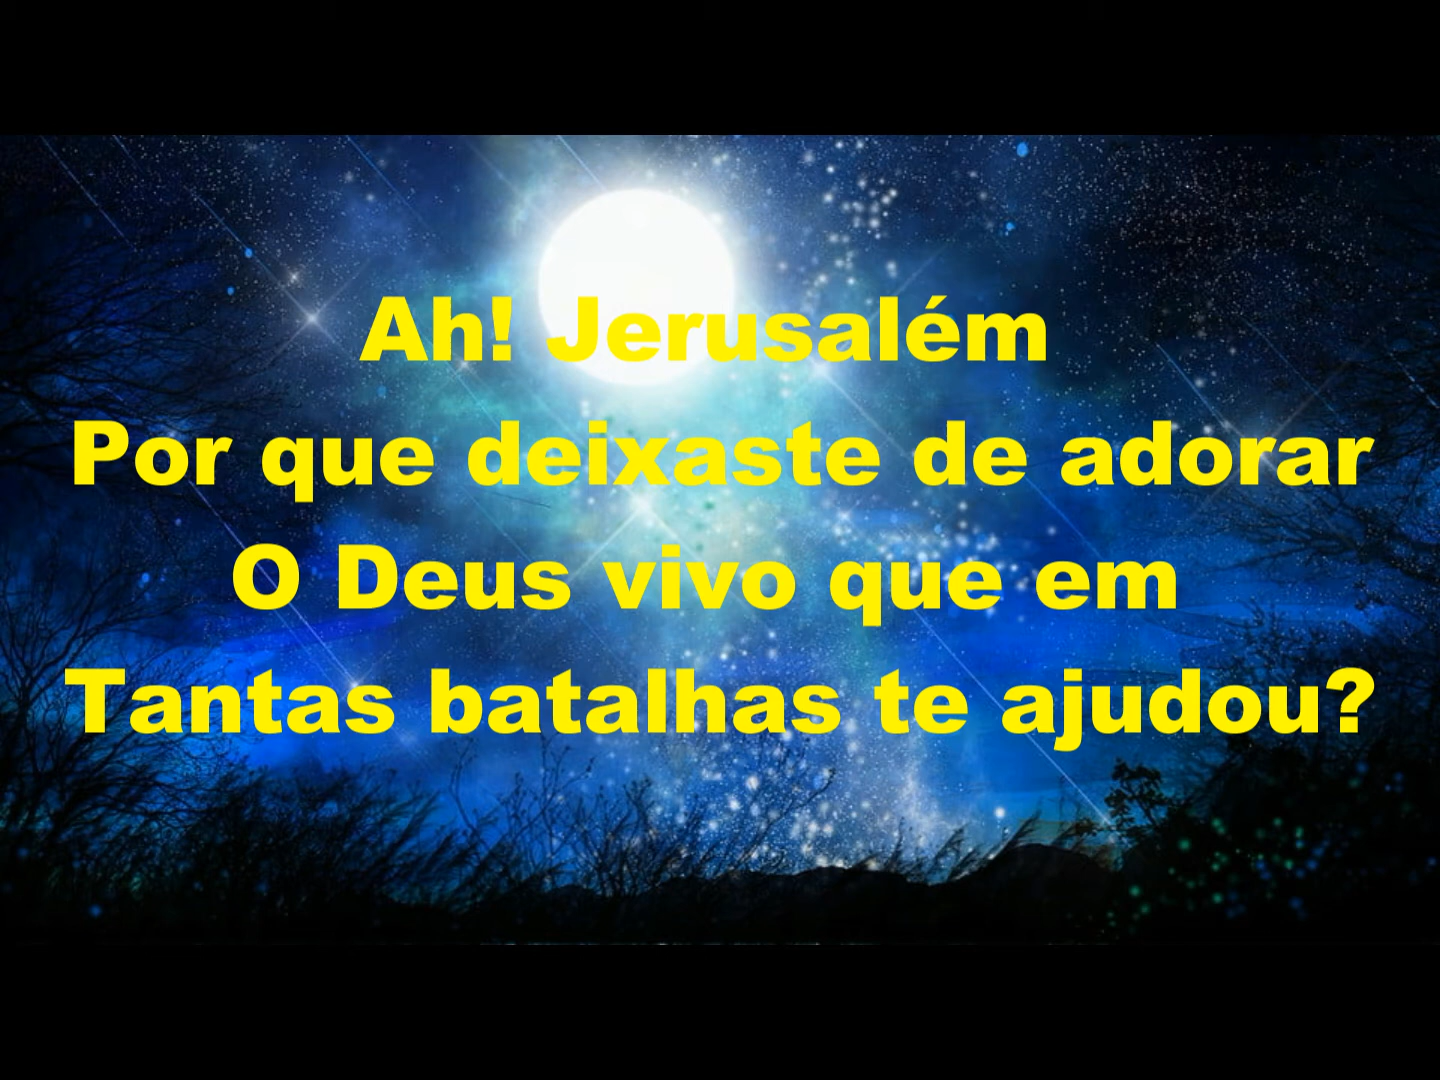 Ah! Jerusalém
Por que deixaste de adorar
O Deus vivo que em
Tantas batalhas te ajudou?